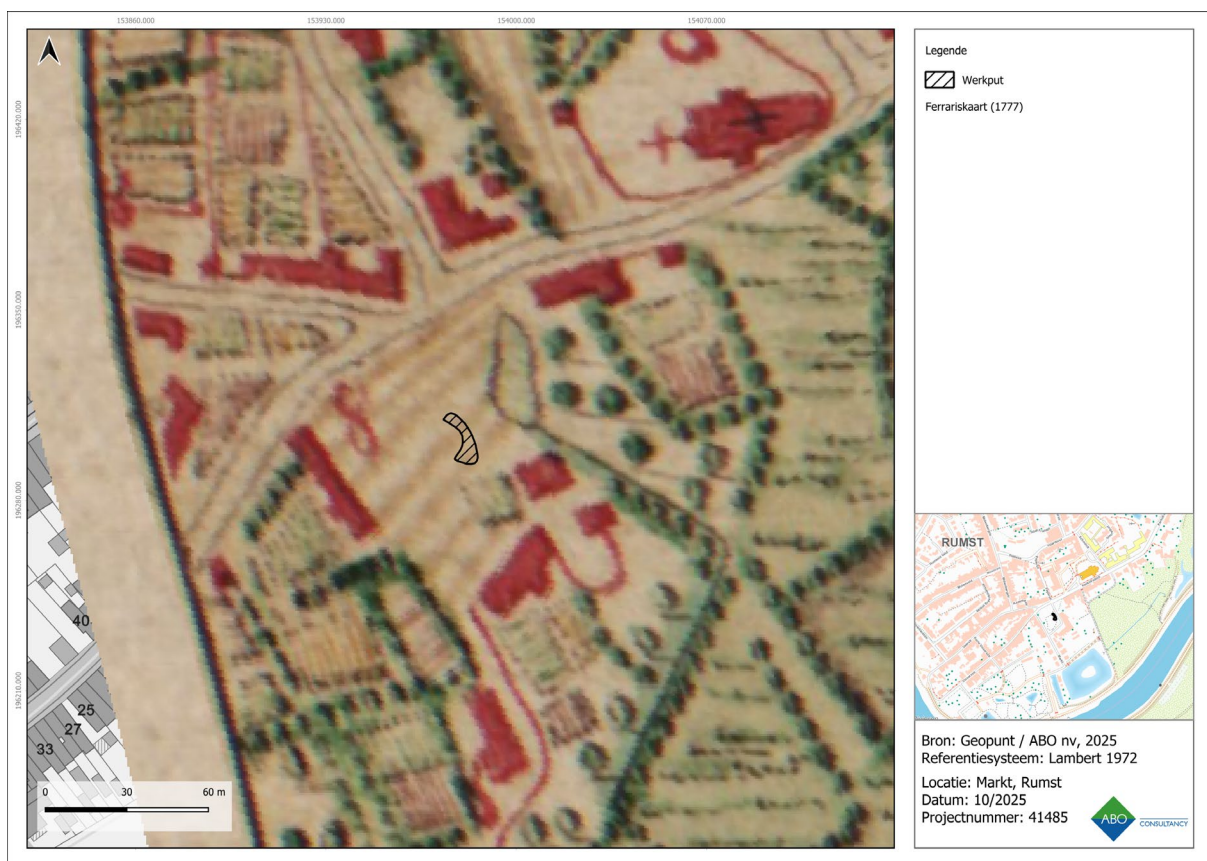 153860.000 153930.000 154000.000 154070.000
196420.000
196350.000
196280.000
196210.000
40
25
27
33
0 30 60 m
Legende
Werkput
Ferrariskaart (1777)
RUMST
Bron: Geopunt / ABO nv, 2025
Referentiesysteem: Lambert 1972
Locatie: Markt, Rumst
Datum: 10/2025
Projectnummer: 41485
ABO CONSULTANCY